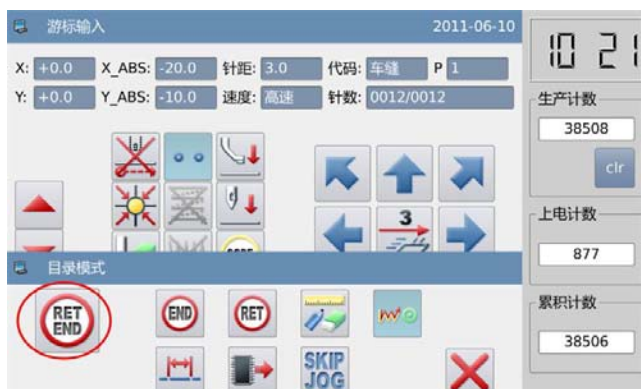 游标输入 2011-06-10
X: +0.0 X_ABS: -20.0 针距: 3.0 代码: 车缝 P 1
Y: +0.0 Y_ABS: -10.0 速度: 高速 针数: 0012/0012
3
目录模式
RET
END
END RET
SKIP
JOG
10 21
生产计数
38508
clr
上电计数
877
累积计数
38506